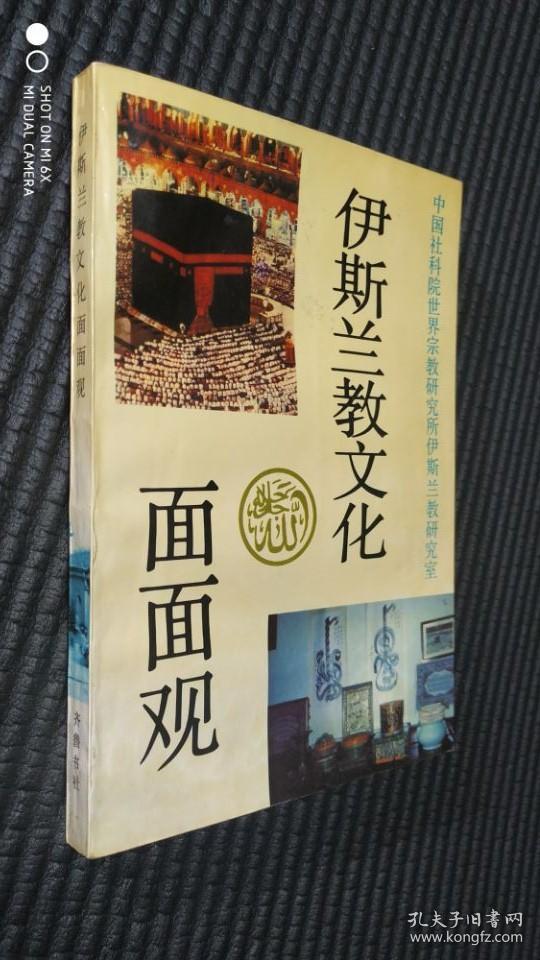 SHOT ON MI 6X
MI DUAL CAMERA
伊斯兰教文化面面观
齐鲁书社
中国社科院世界宗教研究所伊斯兰教研究室
伊斯兰教文化
面面观
الله جل جلاله
孔夫子旧书网
www.kongfz.com